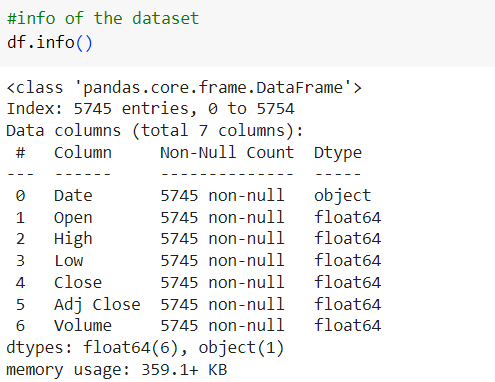 #info of the dataset
df.info()
<class 'pandas.core.frame.DataFrame'>
Index: 5745 entries, 0 to 5754
Data columns (total 7 columns):
 #   Column     Non-Null Count  Dtype
---  ------     --------------  -----
 0   Date       5745 non-null   object
 1   Open       5745 non-null   float64
 2   High       5745 non-null   float64
 3   Low        5745 non-null   float64
 4   Close      5745 non-null   float64
 5   Adj Close  5745 non-null   float64
 6   Volume     5745 non-null   float64
dtypes: float64(6), object(1)
memory usage: 359.1+ KB